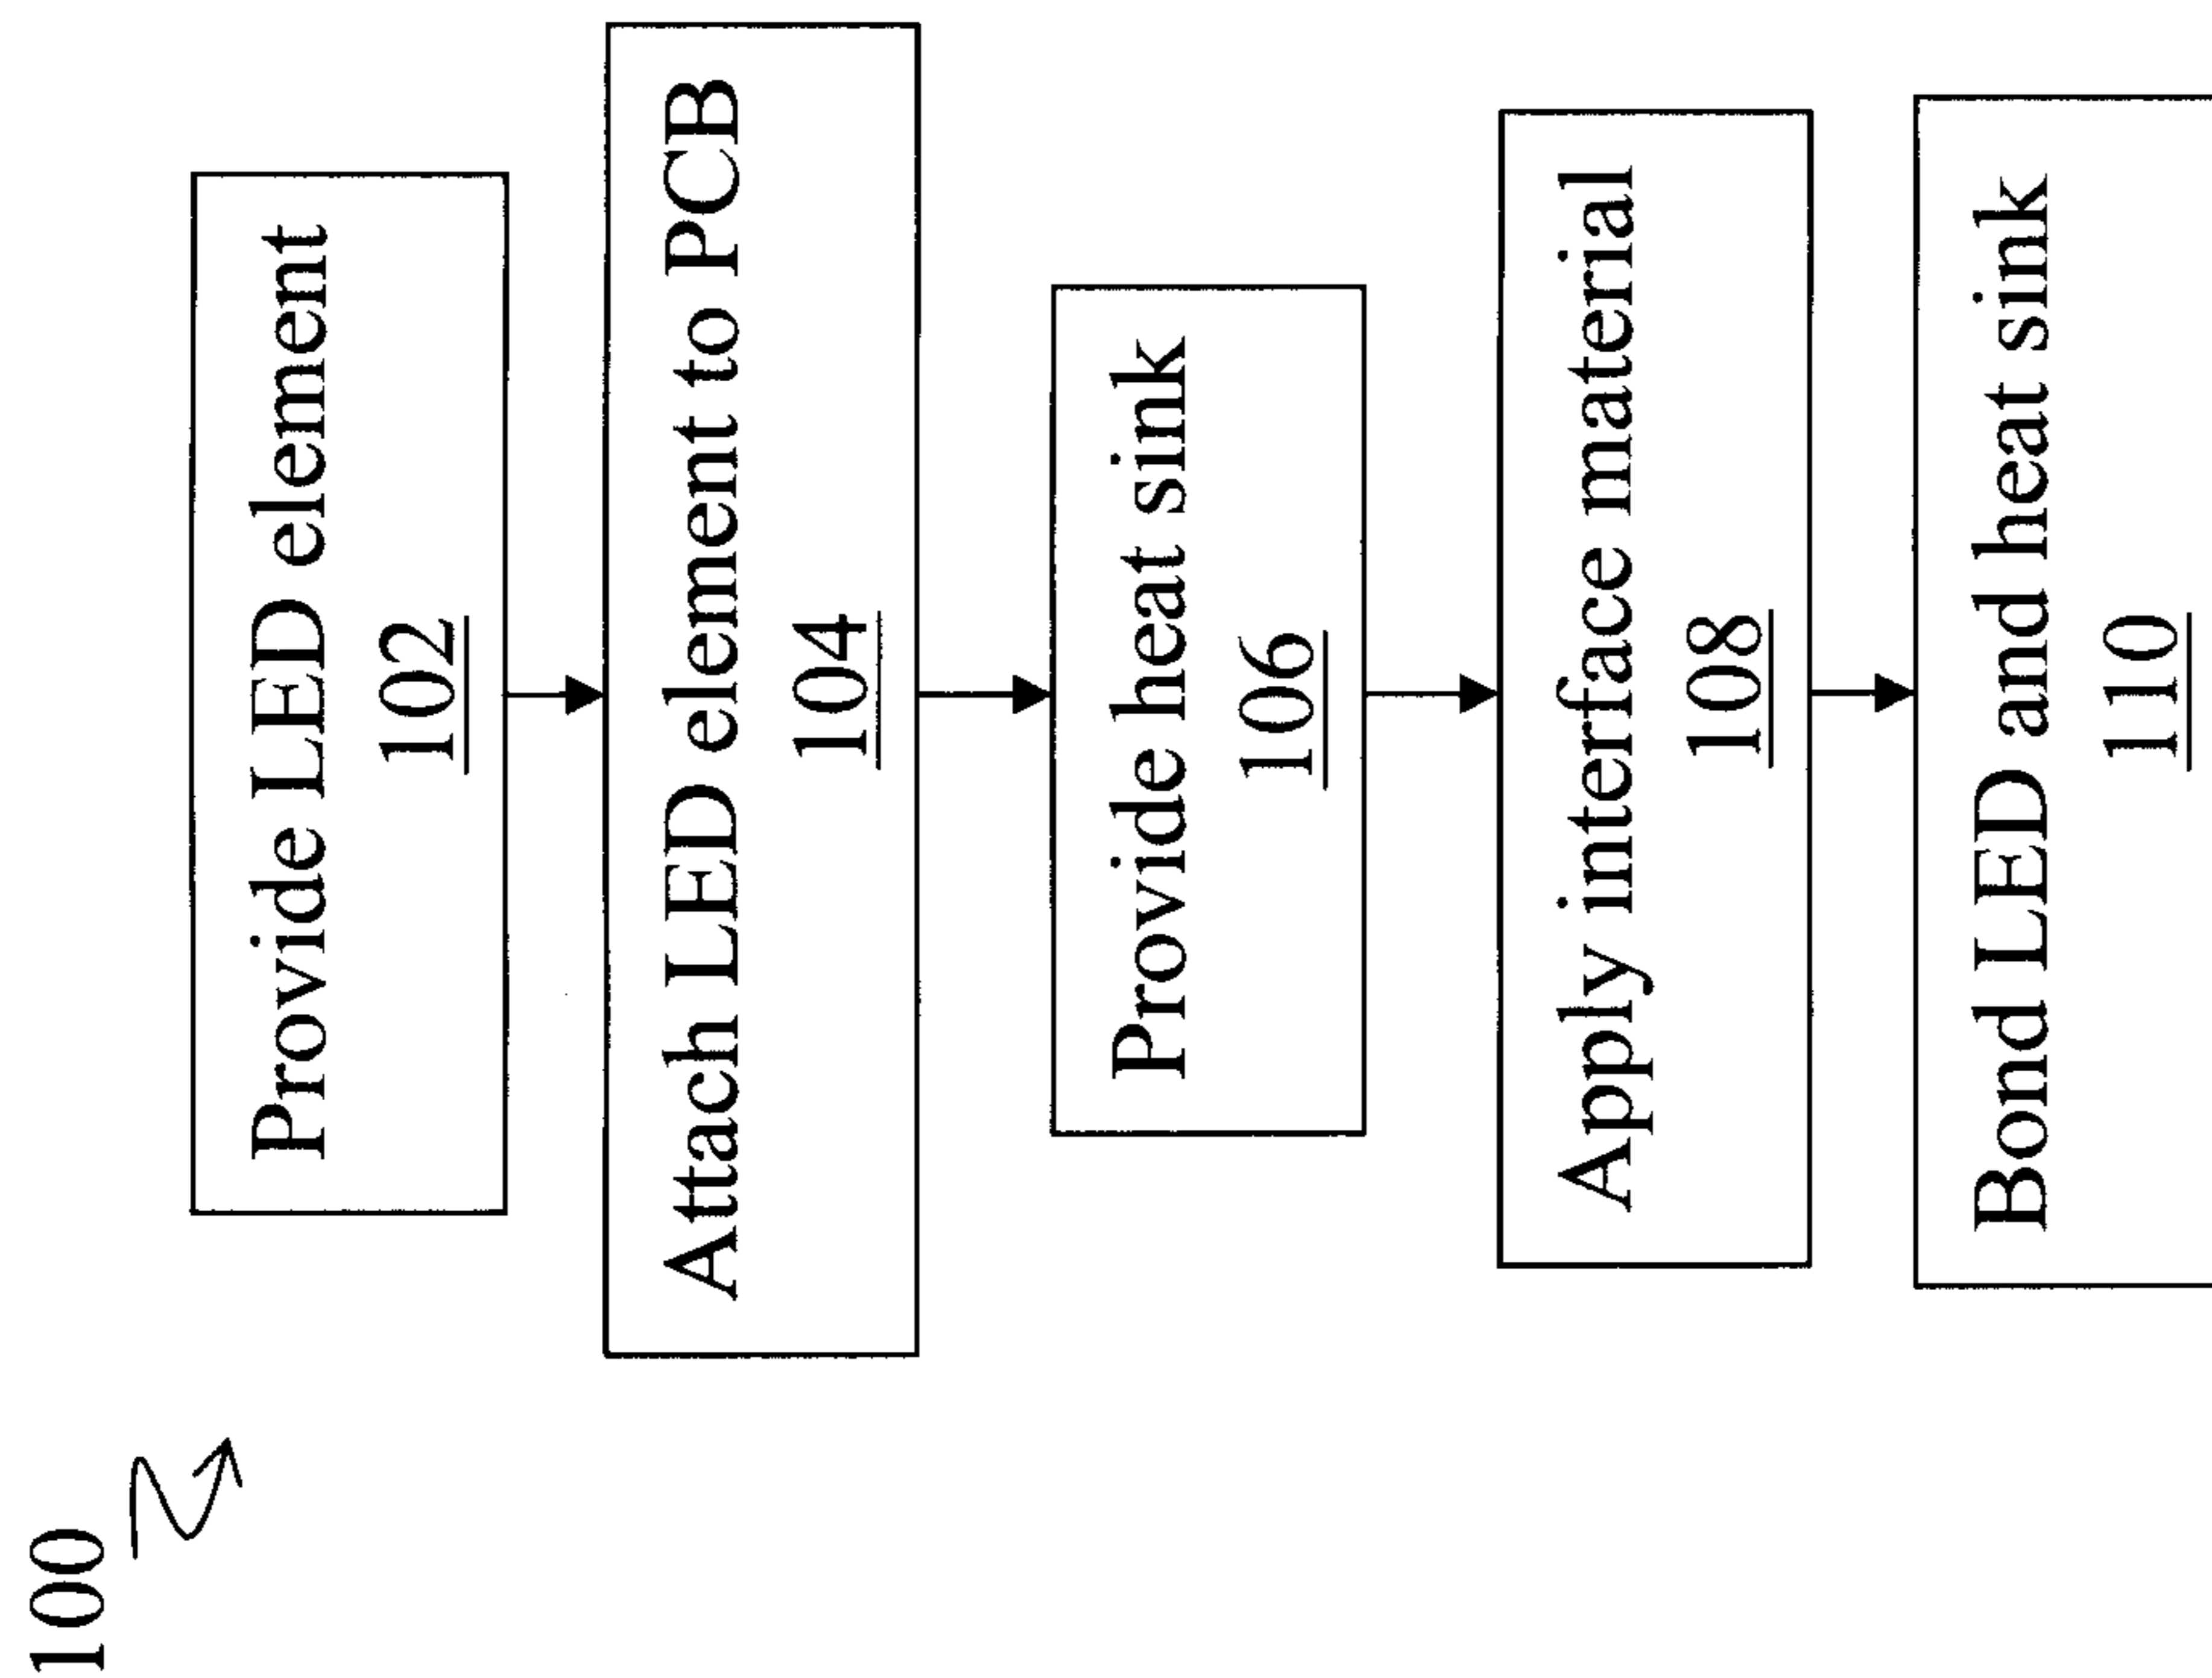 100
Provide LED element
102
Attach LED element to PCB
104
Provide heat sink
106
Apply interface material
108
Bond LED and heat sink
110